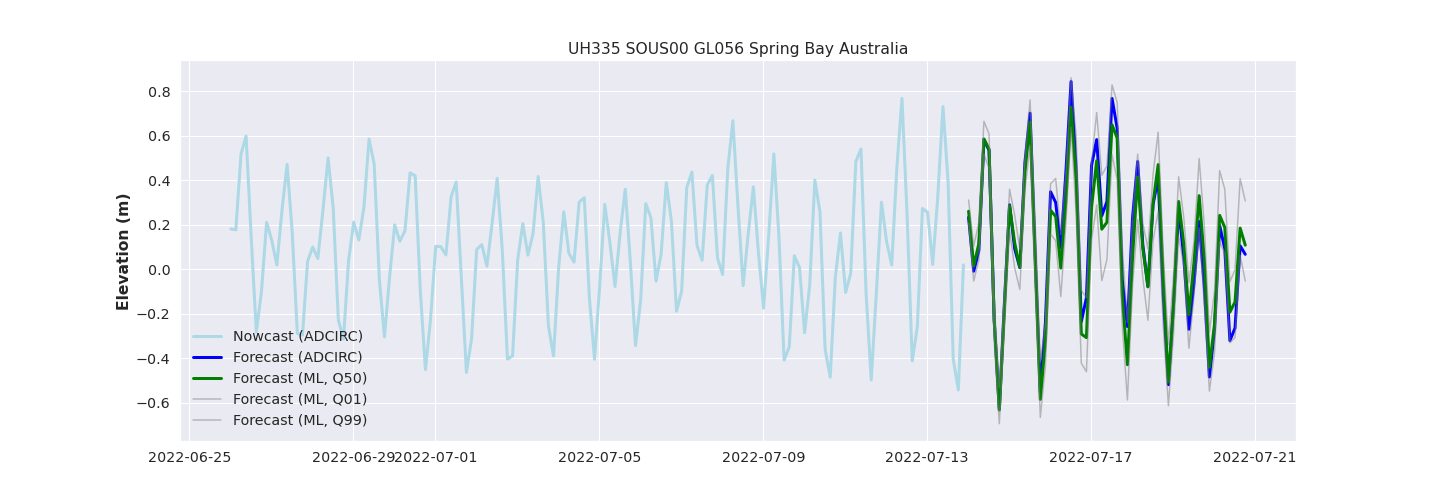 UH335 SOUS00 GL056 Spring Bay Australia
Elevation (m)
0.8
0.6
0.4
0.2
0.0
−0.2
−0.4
−0.6
Nowcast (ADCIRC)
Forecast (ADCIRC)
Forecast (ML, Q50)
Forecast (ML, Q01)
Forecast (ML, Q99)
2022-06-25 2022-06-29 2022-07-01 2022-07-05 2022-07-09 2022-07-13 2022-07-17 2022-07-21